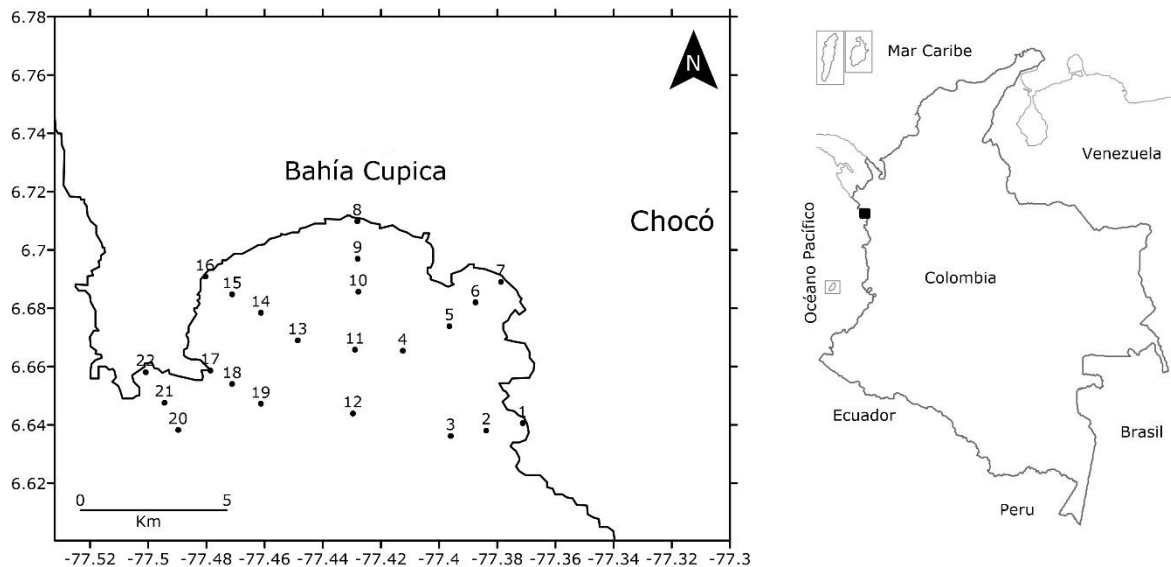 6.78
6.76
6.74
6.72
6.7
6.68
6.66
6.64
6.62
N
Bahía Cupica
Chocó
8
9
10
7
6
16
15
14
13
5
11
4
22
17
18
21
19
20
12
3
2
1
0 5
Km
-77.52 -77.5 -77.48 -77.46 -77.44 -77.42 -77.4 -77.38 -77.36 -77.34 -77.32 -77.3
Mar Caribe
Venezuela
Océano Pacífico
Colombia
Ecuador
Brasil
Peru